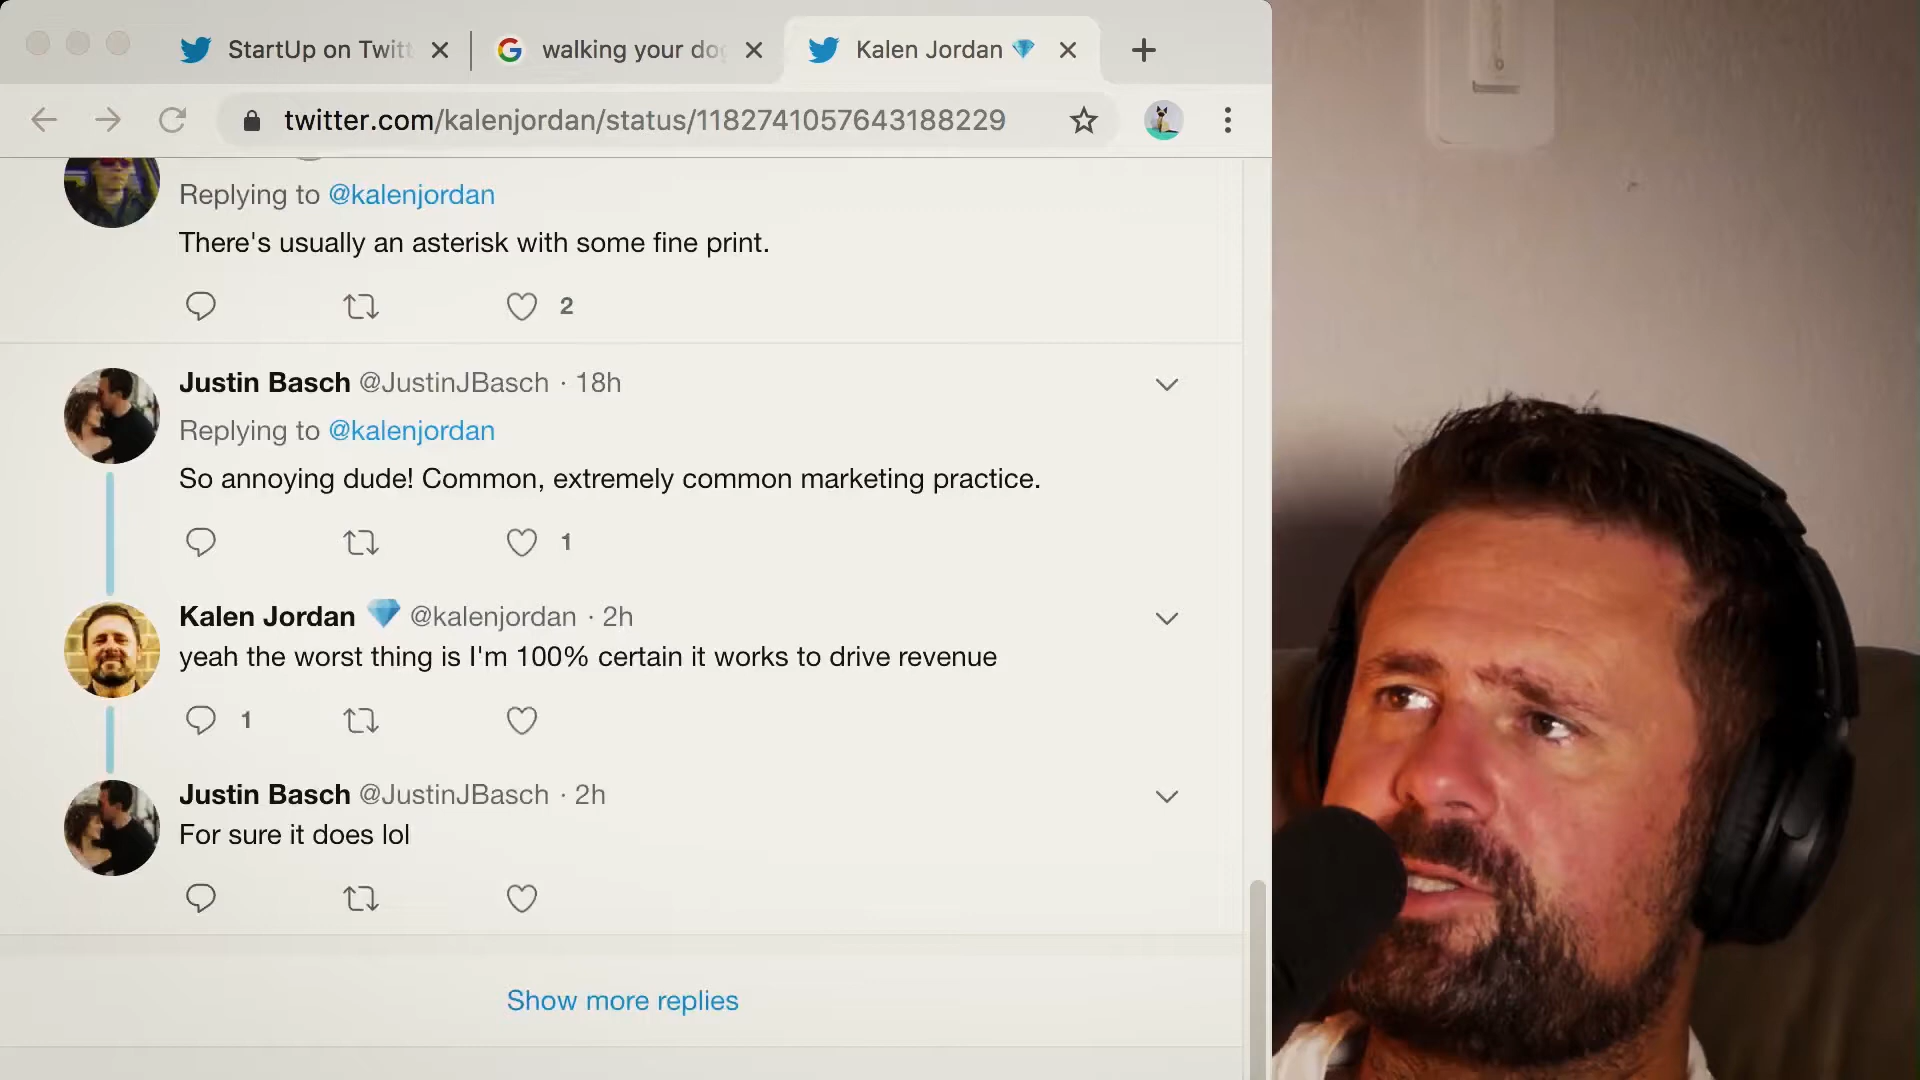 StartUp on Twitt
walking your do
Kalen Jordan 💎
twitter.com/kalenjordan/status/1182741057643188229
Replying to @kalenjordan
There's usually an asterisk with some fine print.
2
Justin Basch @JustinJBasch · 18h
Replying to @kalenjordan
So annoying dude! Common, extremely common marketing practice.
1
Kalen Jordan 💎 @kalenjordan · 2h
yeah the worst thing is I'm 100% certain it works to drive revenue
1
Justin Basch @JustinJBasch · 2h
For sure it does lol
Show more replies